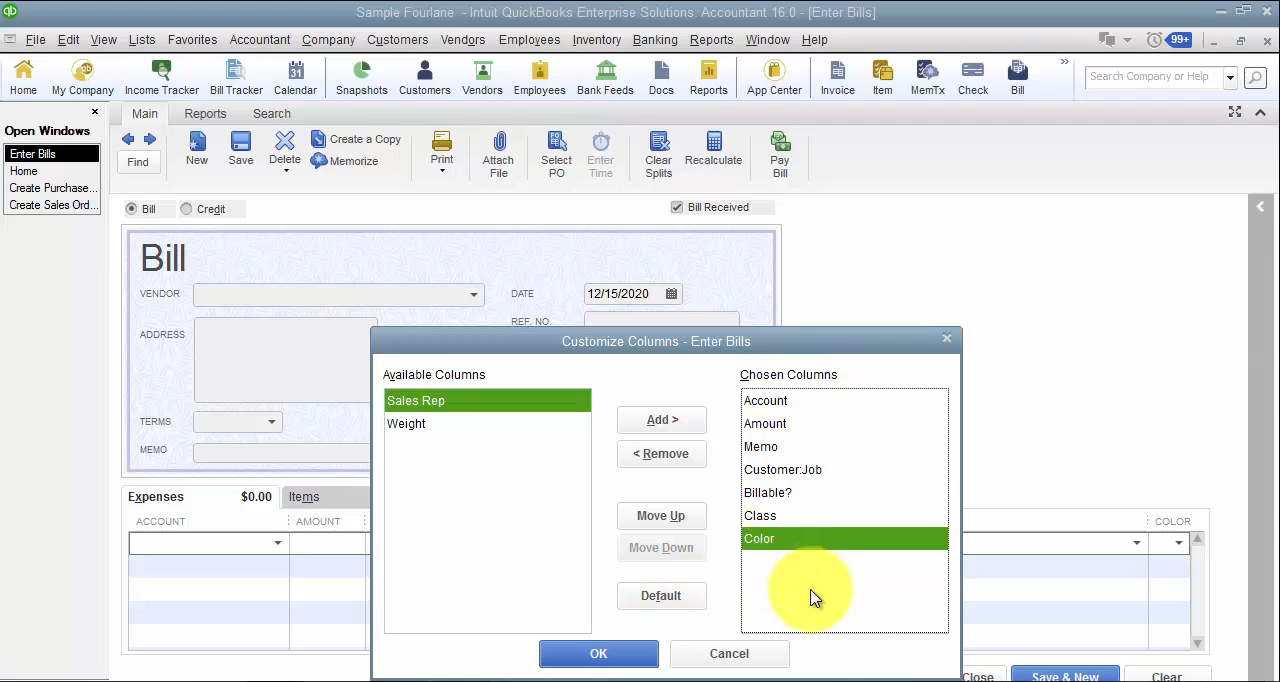 Sample Fourlane - Intuit QuickBooks Enterprise Solutions. Accountant 16.0 - [Enter Bills]
File Edit View Lists Favorites Accountant Company Customers Vendors Employees Inventory Banking Reports Window Help 99+
Home My Company Income Tracker Bill Tracker Calendar Snapshots Customers Vendors Employees Bank Feeds Docs Reports App Center Invoice Item MemTx Check Bill Search Company or Help
Open Windows
Enter Bills
Home
Create Purchase...
Create Sales Ord...
Main Reports Search
Find New Save Delete Create a Copy
Memorize
Print Attach File Select PO Enter Time Clear Splits Recalculate Pay Bill
Bill Credit Bill Received
Bill
VENDOR DATE 12/15/2020
ADDRESS REF. NO.
TERMS
MEMO
Expenses $0.00 Items
ACCOUNT AMOUNT COLOR
Customize Columns - Enter Bills
Available Columns Chosen Columns
Sales Rep
Weight
Add >
< Remove
Move Up
Move Down
Default
Account
Amount
Memo
Customer:Job
Billable?
Class
Color
OK Cancel
Close Save & New Clear